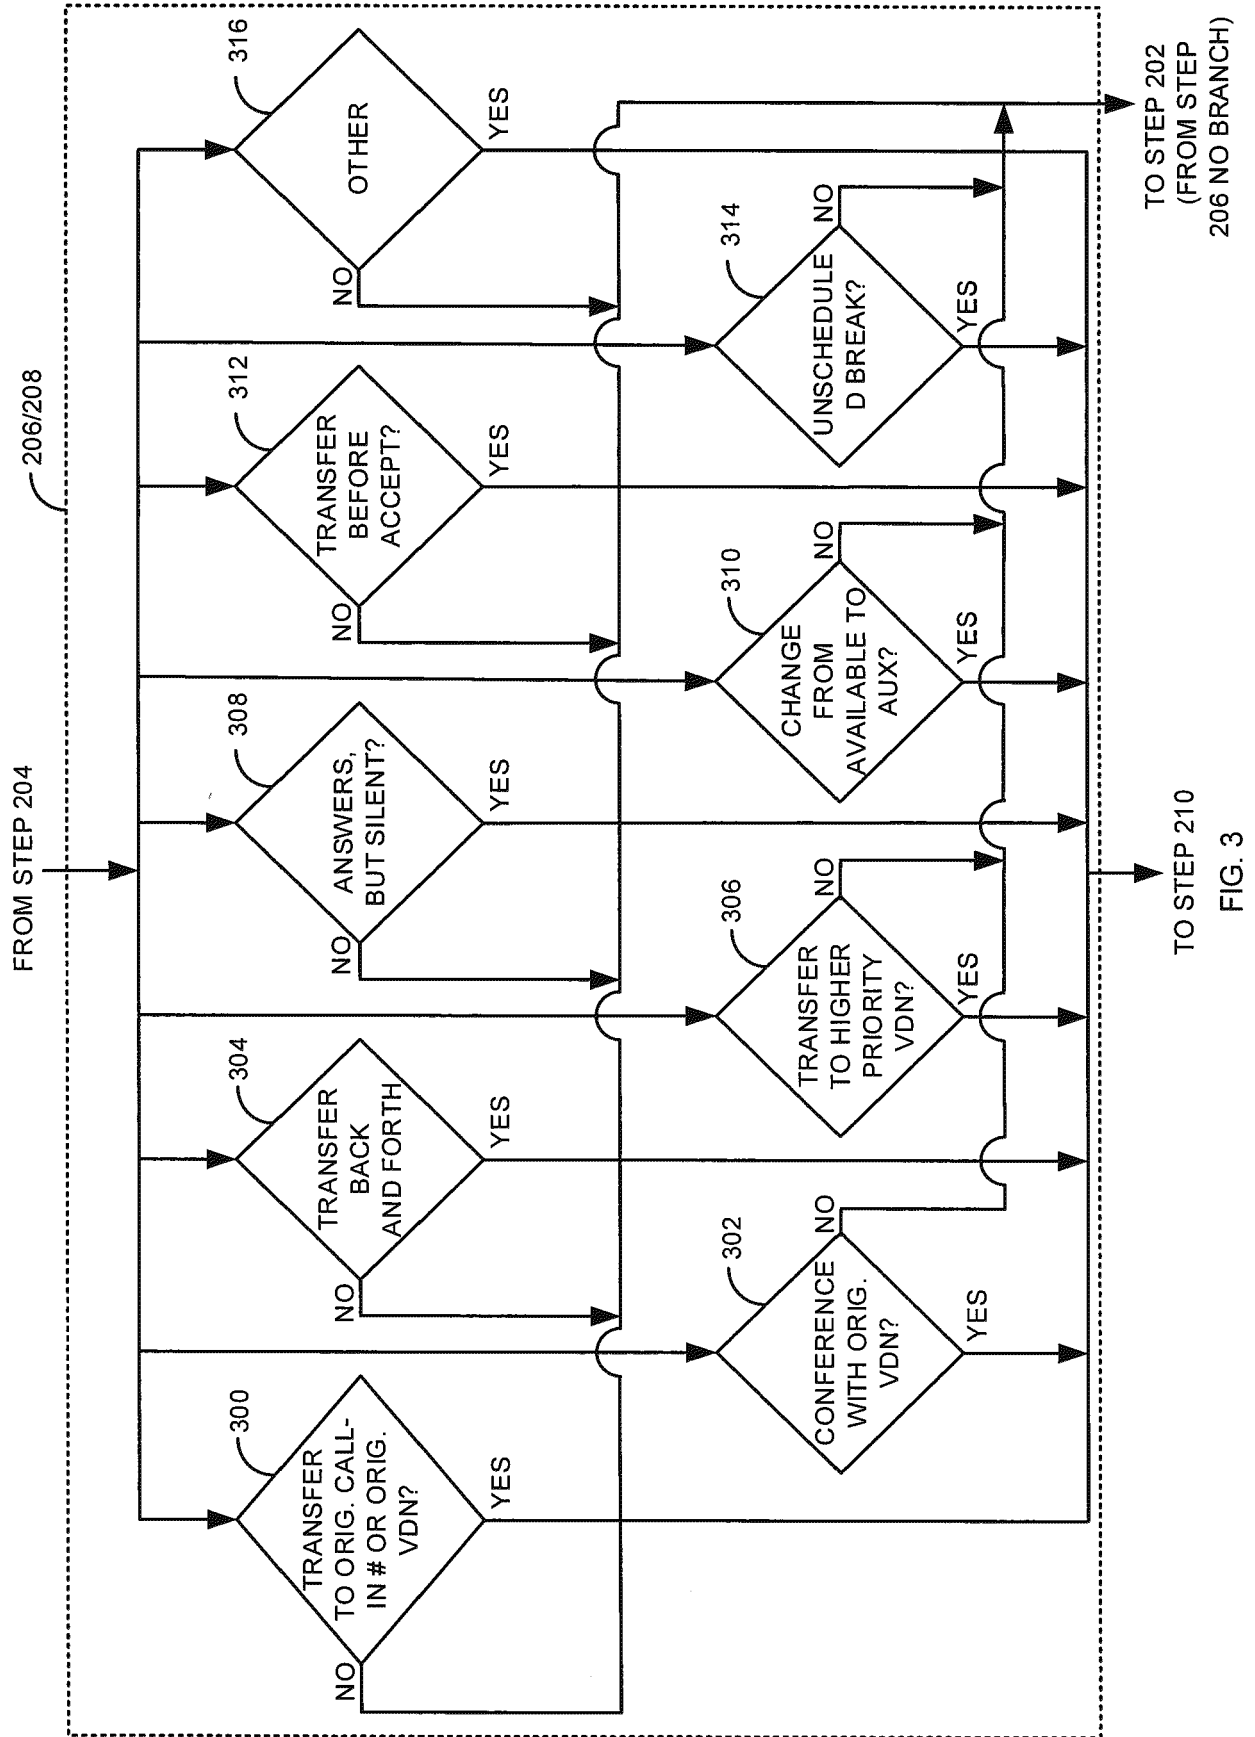 FROM STEP 204
206/208
300
TRANSFER
TO ORIG. CALL-
IN # OR ORIG.
VDN?
NO
YES
304
TRANSFER
BACK
AND FORTH
NO
YES
308
ANSWERS,
BUT SILENT?
NO
YES
312
TRANSFER
BEFORE
ACCEPT?
NO
YES
316
OTHER
NO
YES
302
CONFERENCE
WITH ORIG.
VDN?
NO
YES
306
TRANSFER
TO HIGHER
PRIORITY
VDN?
NO
YES
310
CHANGE
FROM
AVAILABLE TO
AUX?
NO
YES
314
UNSCHEDULE
D BREAK?
NO
YES
TO STEP 202
(FROM STEP
206 NO BRANCH)
TO STEP 210
FIG. 3